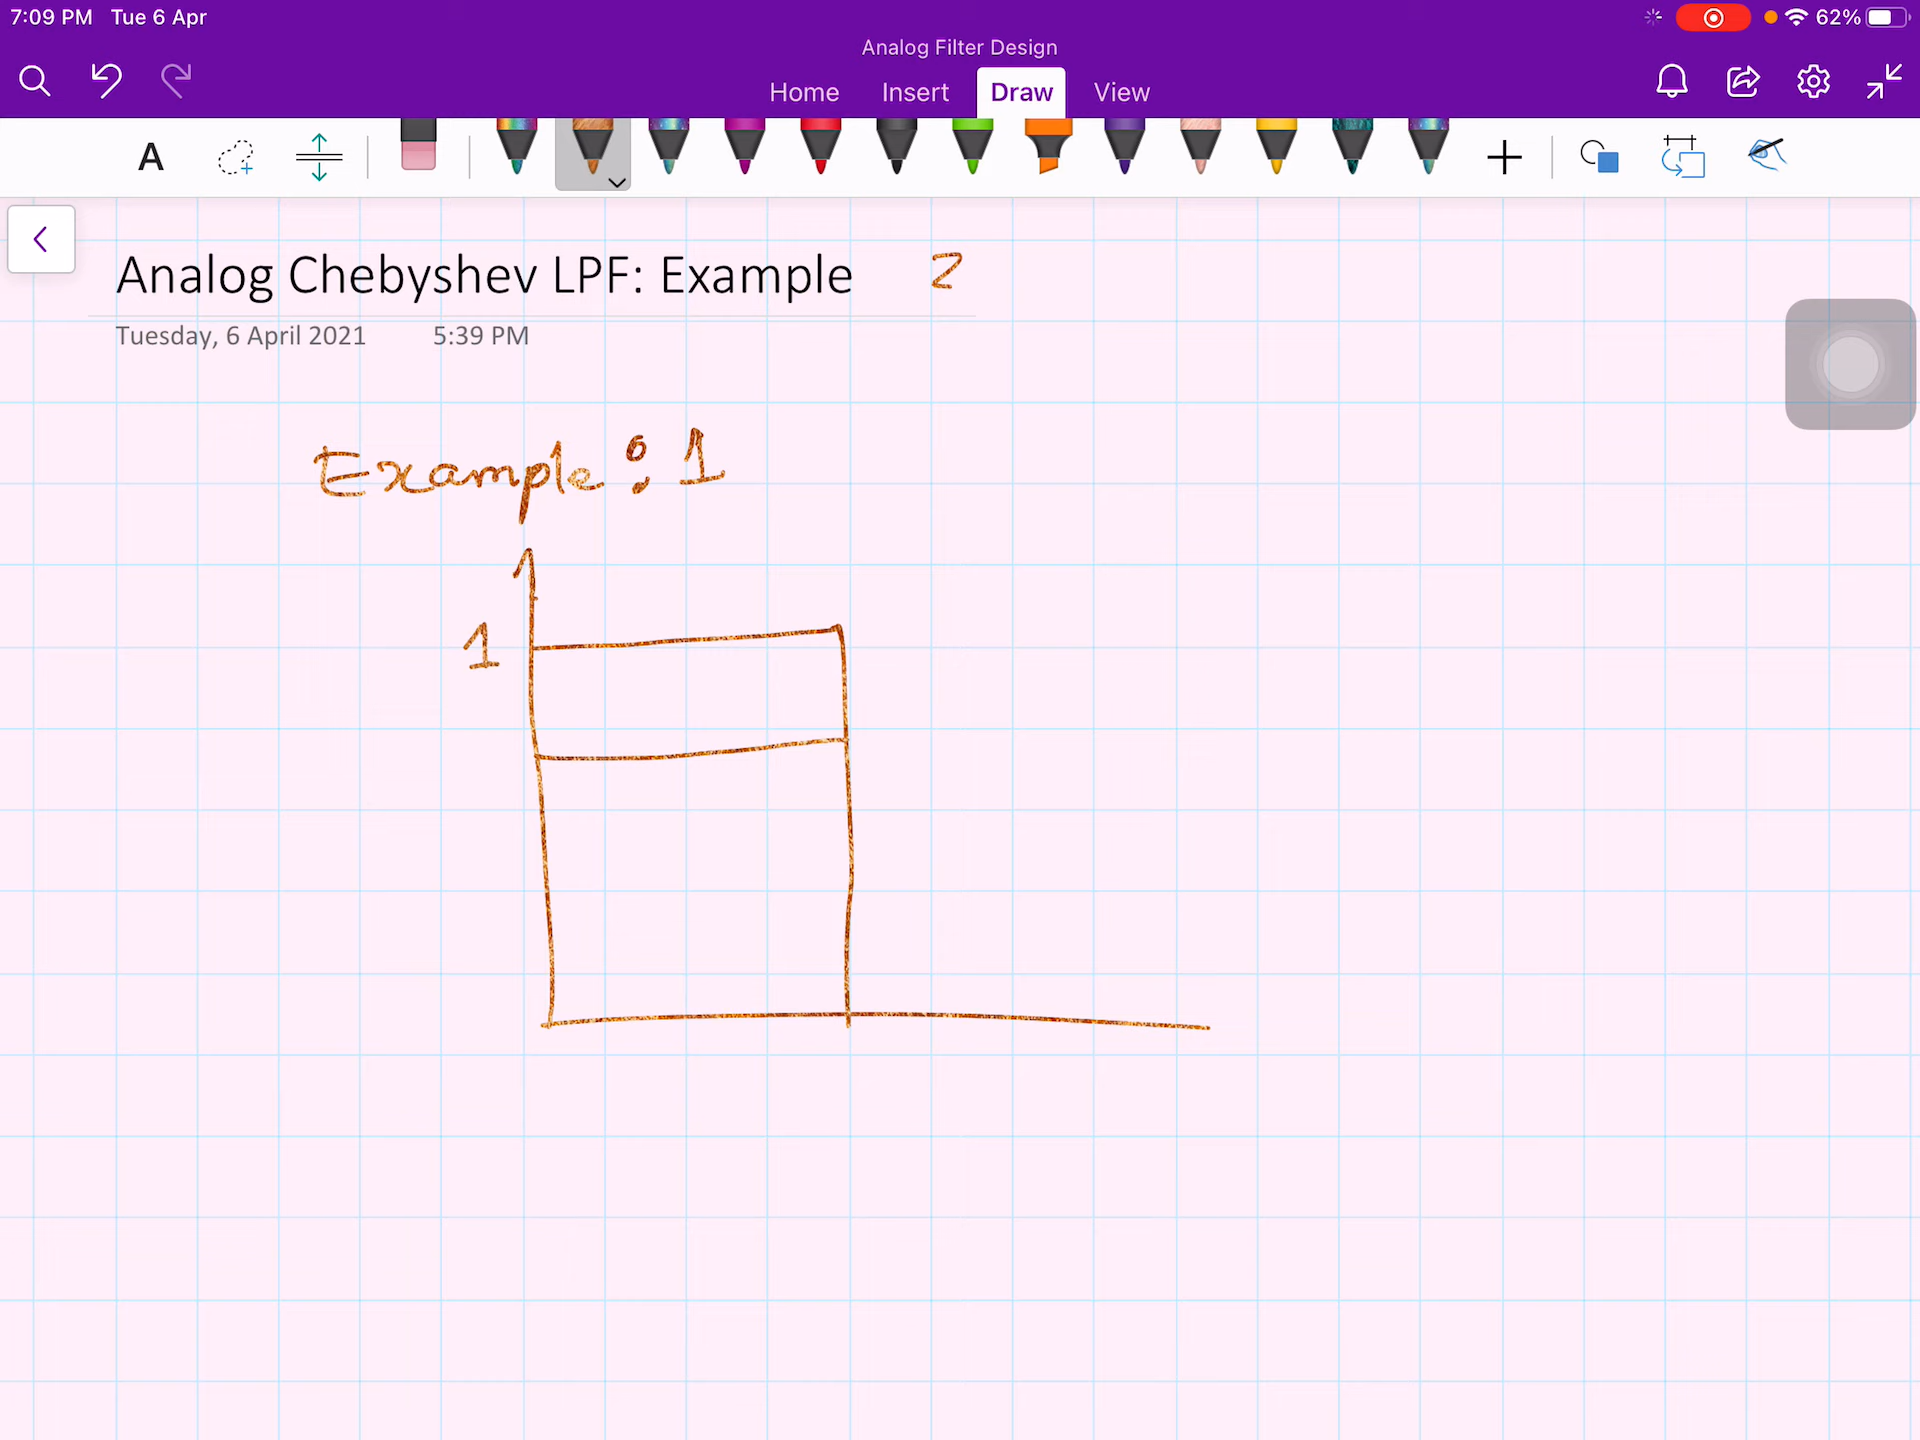 7:09 PM Tue 6 Apr 62%
Analog Filter Design
Home Insert Draw View
A
Analog Chebyshev LPF: Example 2
Tuesday, 6 April 2021 5:39 PM
Example : 1
1